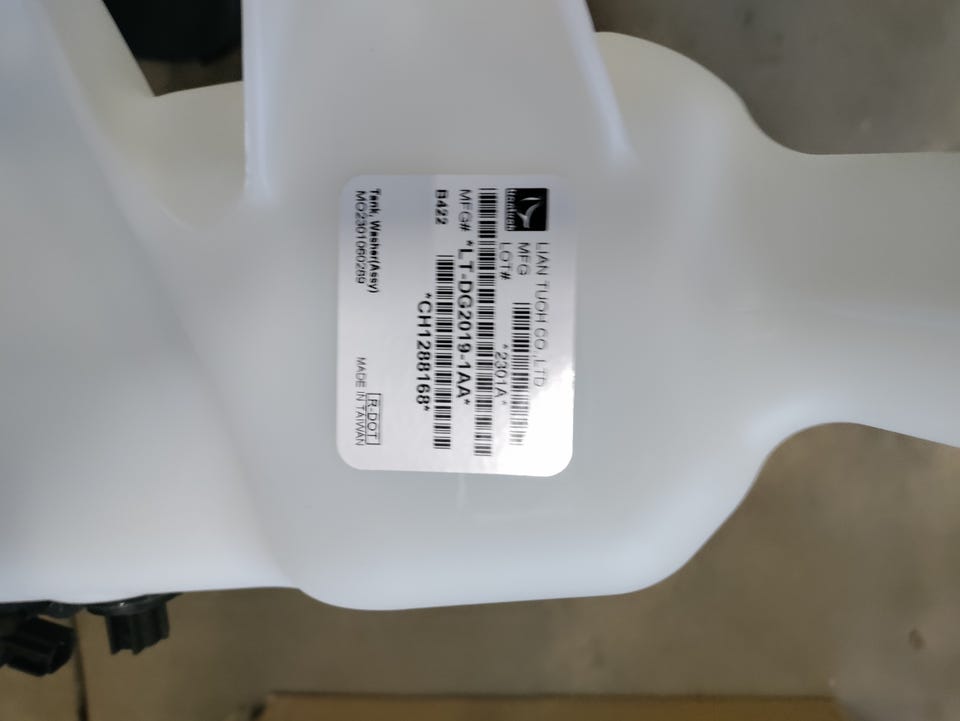 LIAN TUOH CO.,LTD
MFG
LOT# *2301A*
MFG# *LT-DG2019-1AA*
B422 *CH1288168*
Tank, Washer(Assy) R-DOT
MO2301060289 MADE IN TAIWAN